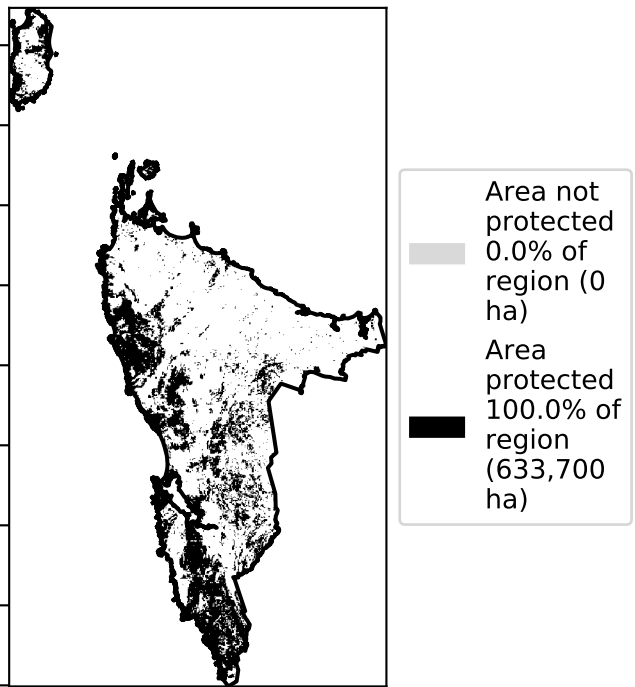 Area not
protected
0.0% of
region (0
ha)
Area
protected
100.0% of
region
(633,700
ha)